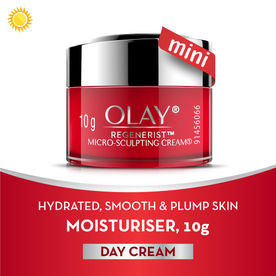 mini
10g
OLAY®
REGENERIST™
MICRO-SCULPTING CREAM®
91456066
HYDRATED, SMOOTH & PLUMP SKIN
MOISTURISER, 10g
DAY CREAM